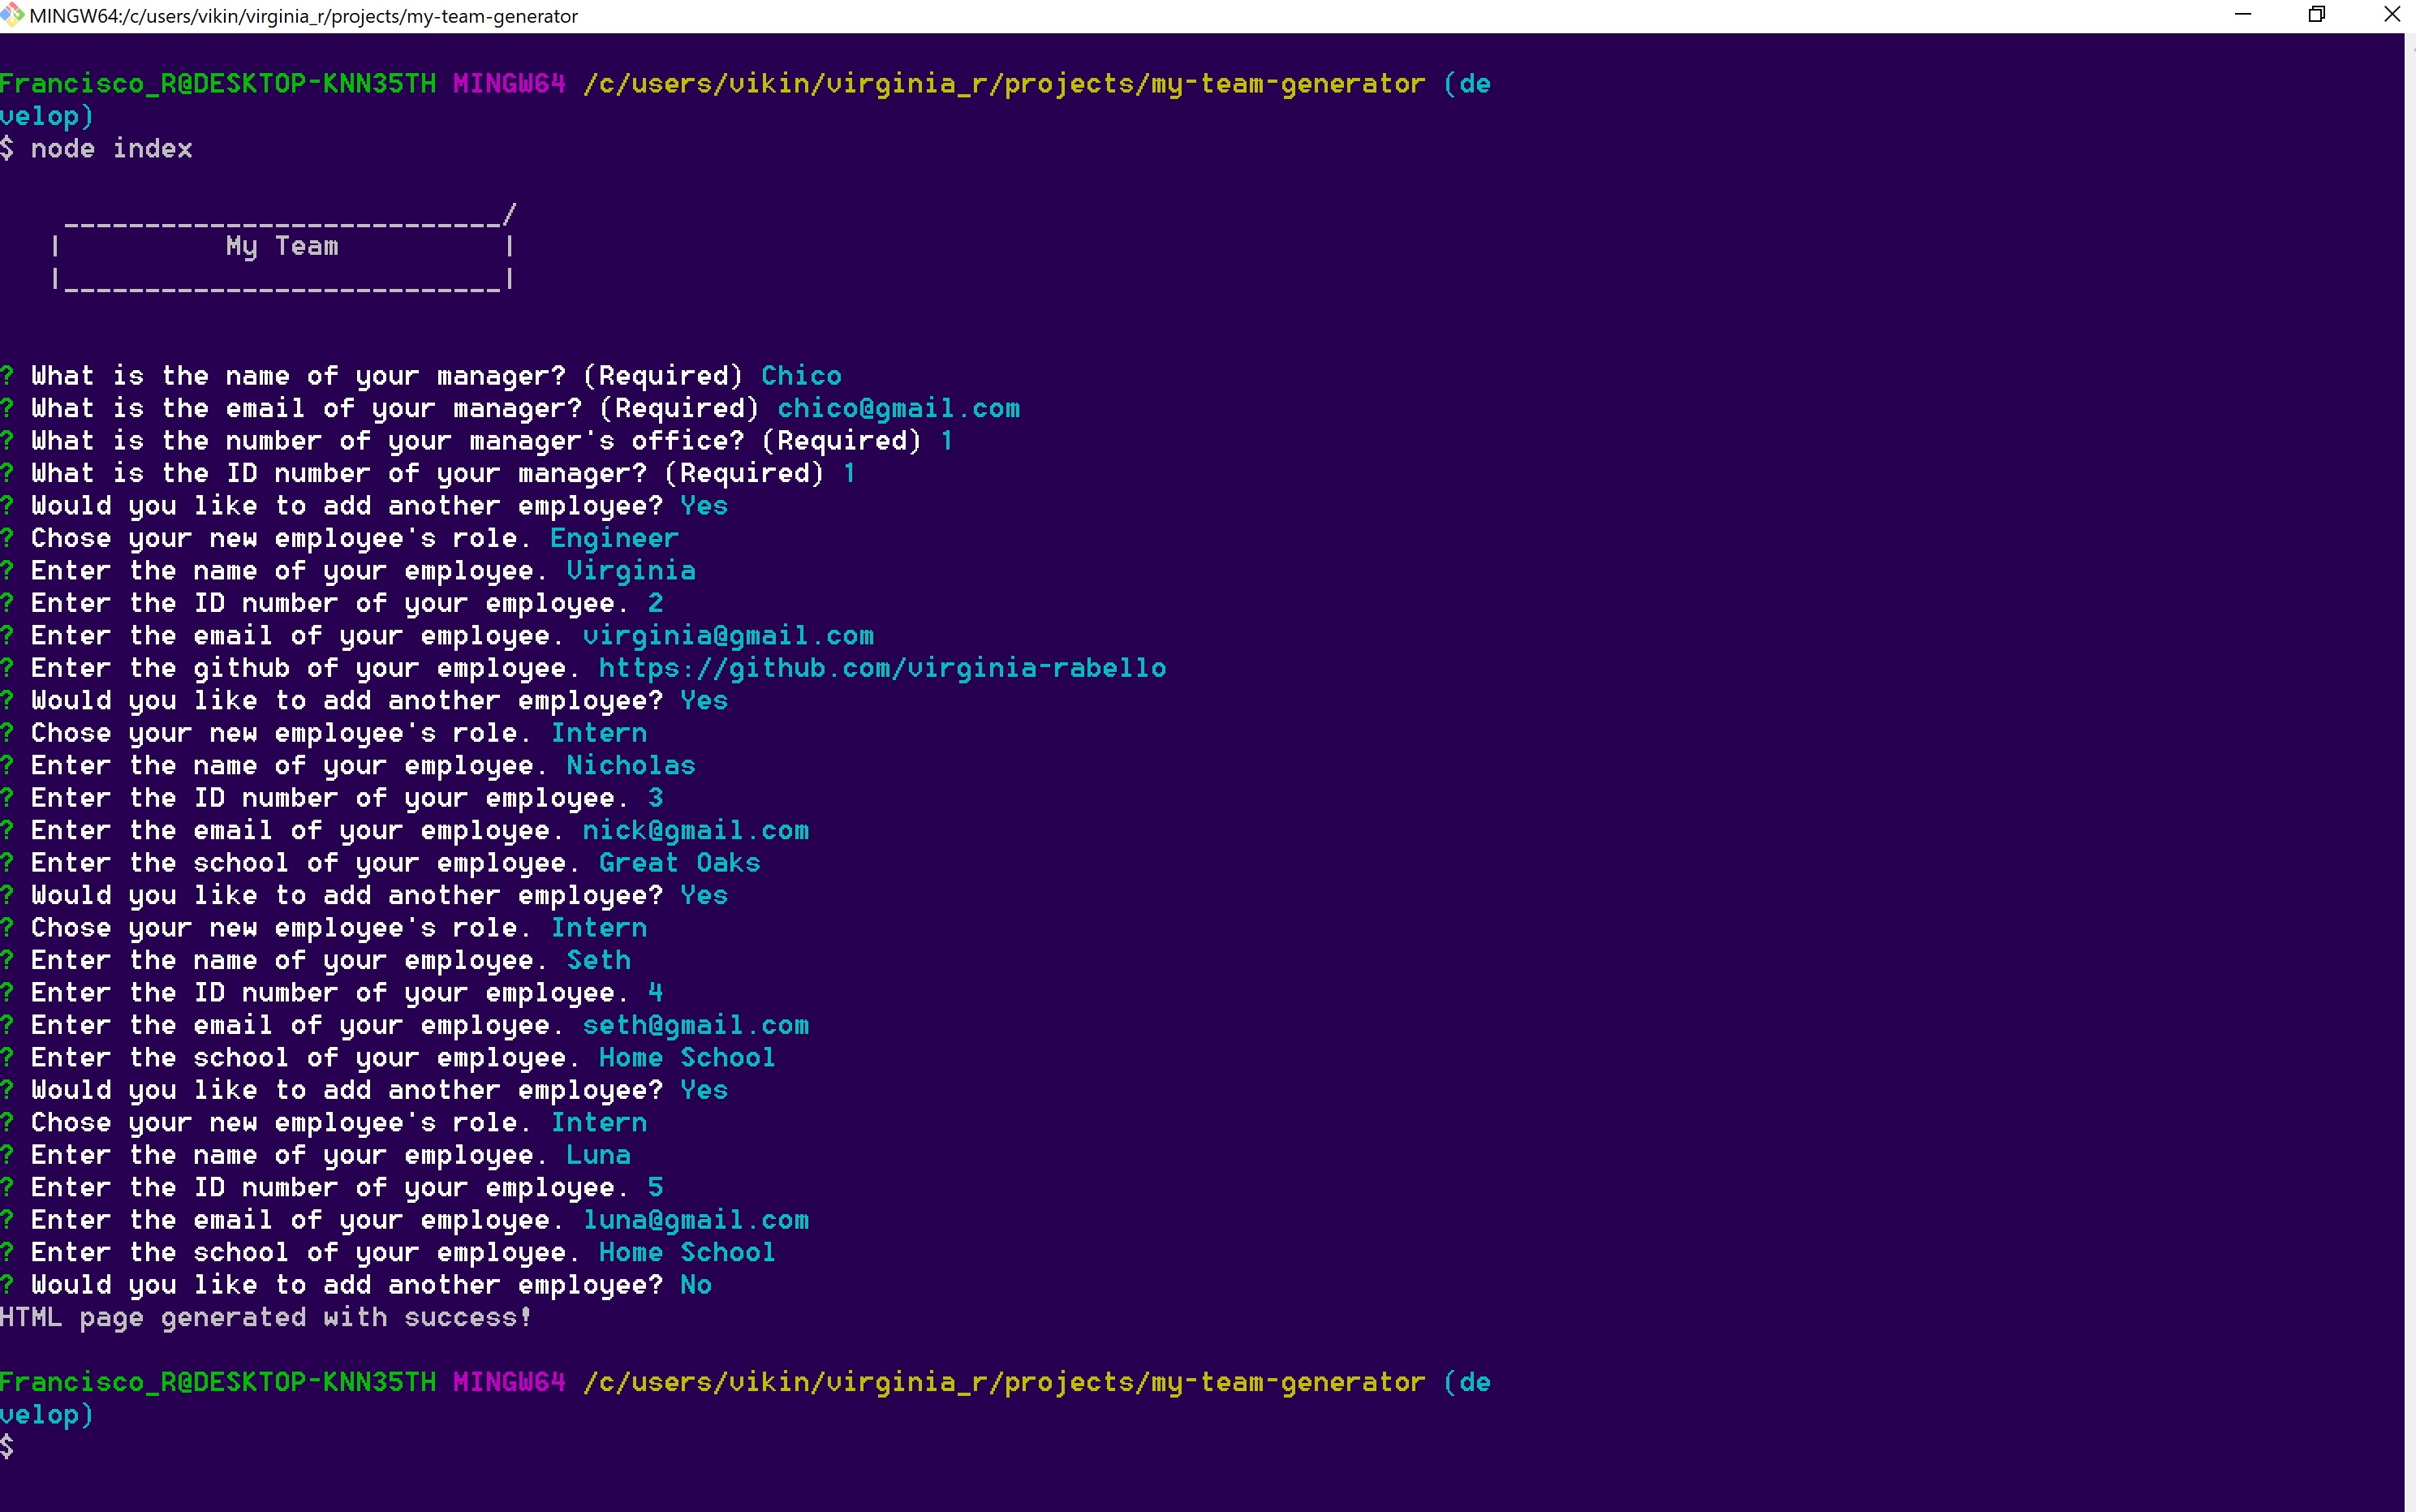 MINGW64:/c/users/vikin/virginia_r/projects/my-team-generator
Francisco_R@DESKTOP-KNN35TH MINGW64 /c/users/vikin/virginia_r/projects/my-team-generator (de
velop)
$ node index
___________________________/
| My Team |
|___________________________|
? What is the name of your manager? (Required) Chico
? What is the email of your manager? (Required) chico@gmail.com
? What is the number of your manager's office? (Required) 1
? What is the ID number of your manager? (Required) 1
? Would you like to add another employee? Yes
? Chose your new employee's role. Engineer
? Enter the name of your employee. Virginia
? Enter the ID number of your employee. 2
? Enter the email of your employee. virginia@gmail.com
? Enter the github of your employee. https://github.com/virginia-rabello
? Would you like to add another employee? Yes
? Chose your new employee's role. Intern
? Enter the name of your employee. Nicholas
? Enter the ID number of your employee. 3
? Enter the email of your employee. nick@gmail.com
? Enter the school of your employee. Great Oaks
? Would you like to add another employee? Yes
? Chose your new employee's role. Intern
? Enter the name of your employee. Seth
? Enter the ID number of your employee. 4
? Enter the email of your employee. seth@gmail.com
? Enter the school of your employee. Home School
? Would you like to add another employee? Yes
? Chose your new employee's role. Intern
? Enter the name of your employee. Luna
? Enter the ID number of your employee. 5
? Enter the email of your employee. luna@gmail.com
? Enter the school of your employee. Home School
? Would you like to add another employee? No
HTML page generated with success!
Francisco_R@DESKTOP-KNN35TH MINGW64 /c/users/vikin/virginia_r/projects/my-team-generator (de
velop)
$